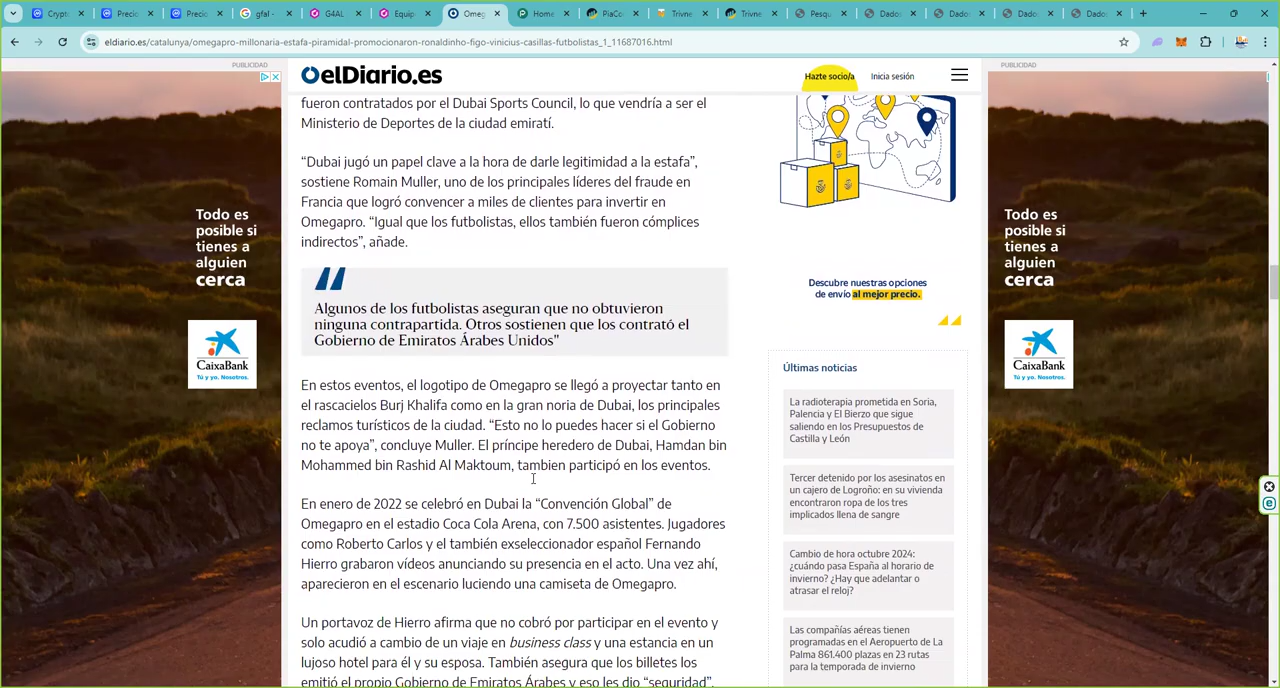 Crypto
Precio
Precio
gfal -
G4AL
Equip
Omeg
Home
PiaCo
Trivne
Trivne
Pesqu
Dados
Dados
Dado
Dado
eldiario.es/catalunya/omegapro-millonaria-estafa-piramidal-promocionaron-ronaldinho-figo-vinicius-casillas-futbolistas_1_11687016.html
PUBLICIDAD
PUBLICIDAD
elDiario.es
Hazte socio/a
Inicia sesión
fueron contratados por el Dubai Sports Council, lo que vendría a ser el
Ministerio de Deportes de la ciudad emiratí.
“Dubai jugó un papel clave a la hora de darle legitimidad a la estafa”,
sostiene Romain Muller, uno de los principales líderes del fraude en
Francia que logró convencer a miles de clientes para invertir en
Omegapro. “Igual que los futbolistas, ellos también fueron cómplices
indirectos”, añade.
Algunos de los futbolistas aseguran que no obtuvieron
ninguna contrapartida. Otros sostienen que los contrató el
Gobierno de Emiratos Árabes Unidos”
En estos eventos, el logotipo de Omegapro se llegó a proyectar tanto en
el rascacielos Burj Khalifa como en la gran noria de Dubai, los principales
reclamos turísticos de la ciudad. “Esto no lo puedes hacer si el Gobierno
no te apoya”, concluye Muller. El príncipe heredero de Dubai, Hamdan bin
Mohammed bin Rashid Al Maktoum, tambien participó en los eventos.
En enero de 2022 se celebró en Dubai la “Convención Global” de
Omegapro en el estadio Coca Cola Arena, con 7.500 asistentes. Jugadores
como Roberto Carlos y el también exseleccionador español Fernando
Hierro grabaron vídeos anunciando su presencia en el acto. Una vez ahí,
aparecieron en el escenario luciendo una camiseta de Omegapro.
Un portavoz de Hierro afirma que no cobró por participar en el evento y
solo acudió a cambio de un viaje en business class y una estancia en un
lujoso hotel para él y su esposa. También asegura que los billetes los
emitió el propio Gobierno de Emiratos Árabes y eso les dio “seguridad”.
Descubre nuestras opciones
de envío al mejor precio.
Últimas noticias
La radioterapia prometida en Soria,
Palencia y El Bierzo que sigue
saliendo en los Presupuestos de
Castilla y León
Tercer detenido por los asesinatos en
un cajero de Logroño: en su vivienda
encontraron ropa de los tres
implicados llena de sangre
Cambio de hora octubre 2024:
¿cuándo pasa España al horario de
invierno? ¿Hay que adelantar o
atrasar el reloj?
Las compañías aéreas tienen
programadas en el Aeropuerto de La
Palma 861.400 plazas en 23 rutas
para la temporada de invierno
Todo es
posible si
tienes a
alguien
cerca
CaixaBank
Tú y yo. Nosotros.
Todo es
posible si
tienes a
alguien
cerca
CaixaBank
Tú y yo. Nosotros.